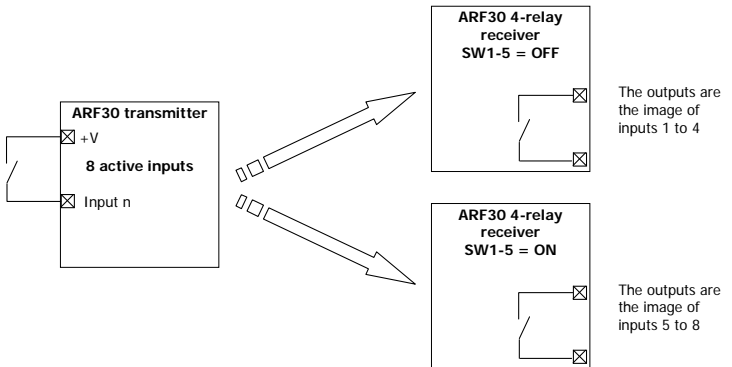 ARF30 transmitter
+V
8 active inputs
Input n
ARF30 4-relay
receiver
SW1-5 = OFF
The outputs are
the image of
inputs 1 to 4
ARF30 4-relay
receiver
SW1-5 = ON
The outputs are
the image of
inputs 5 to 8